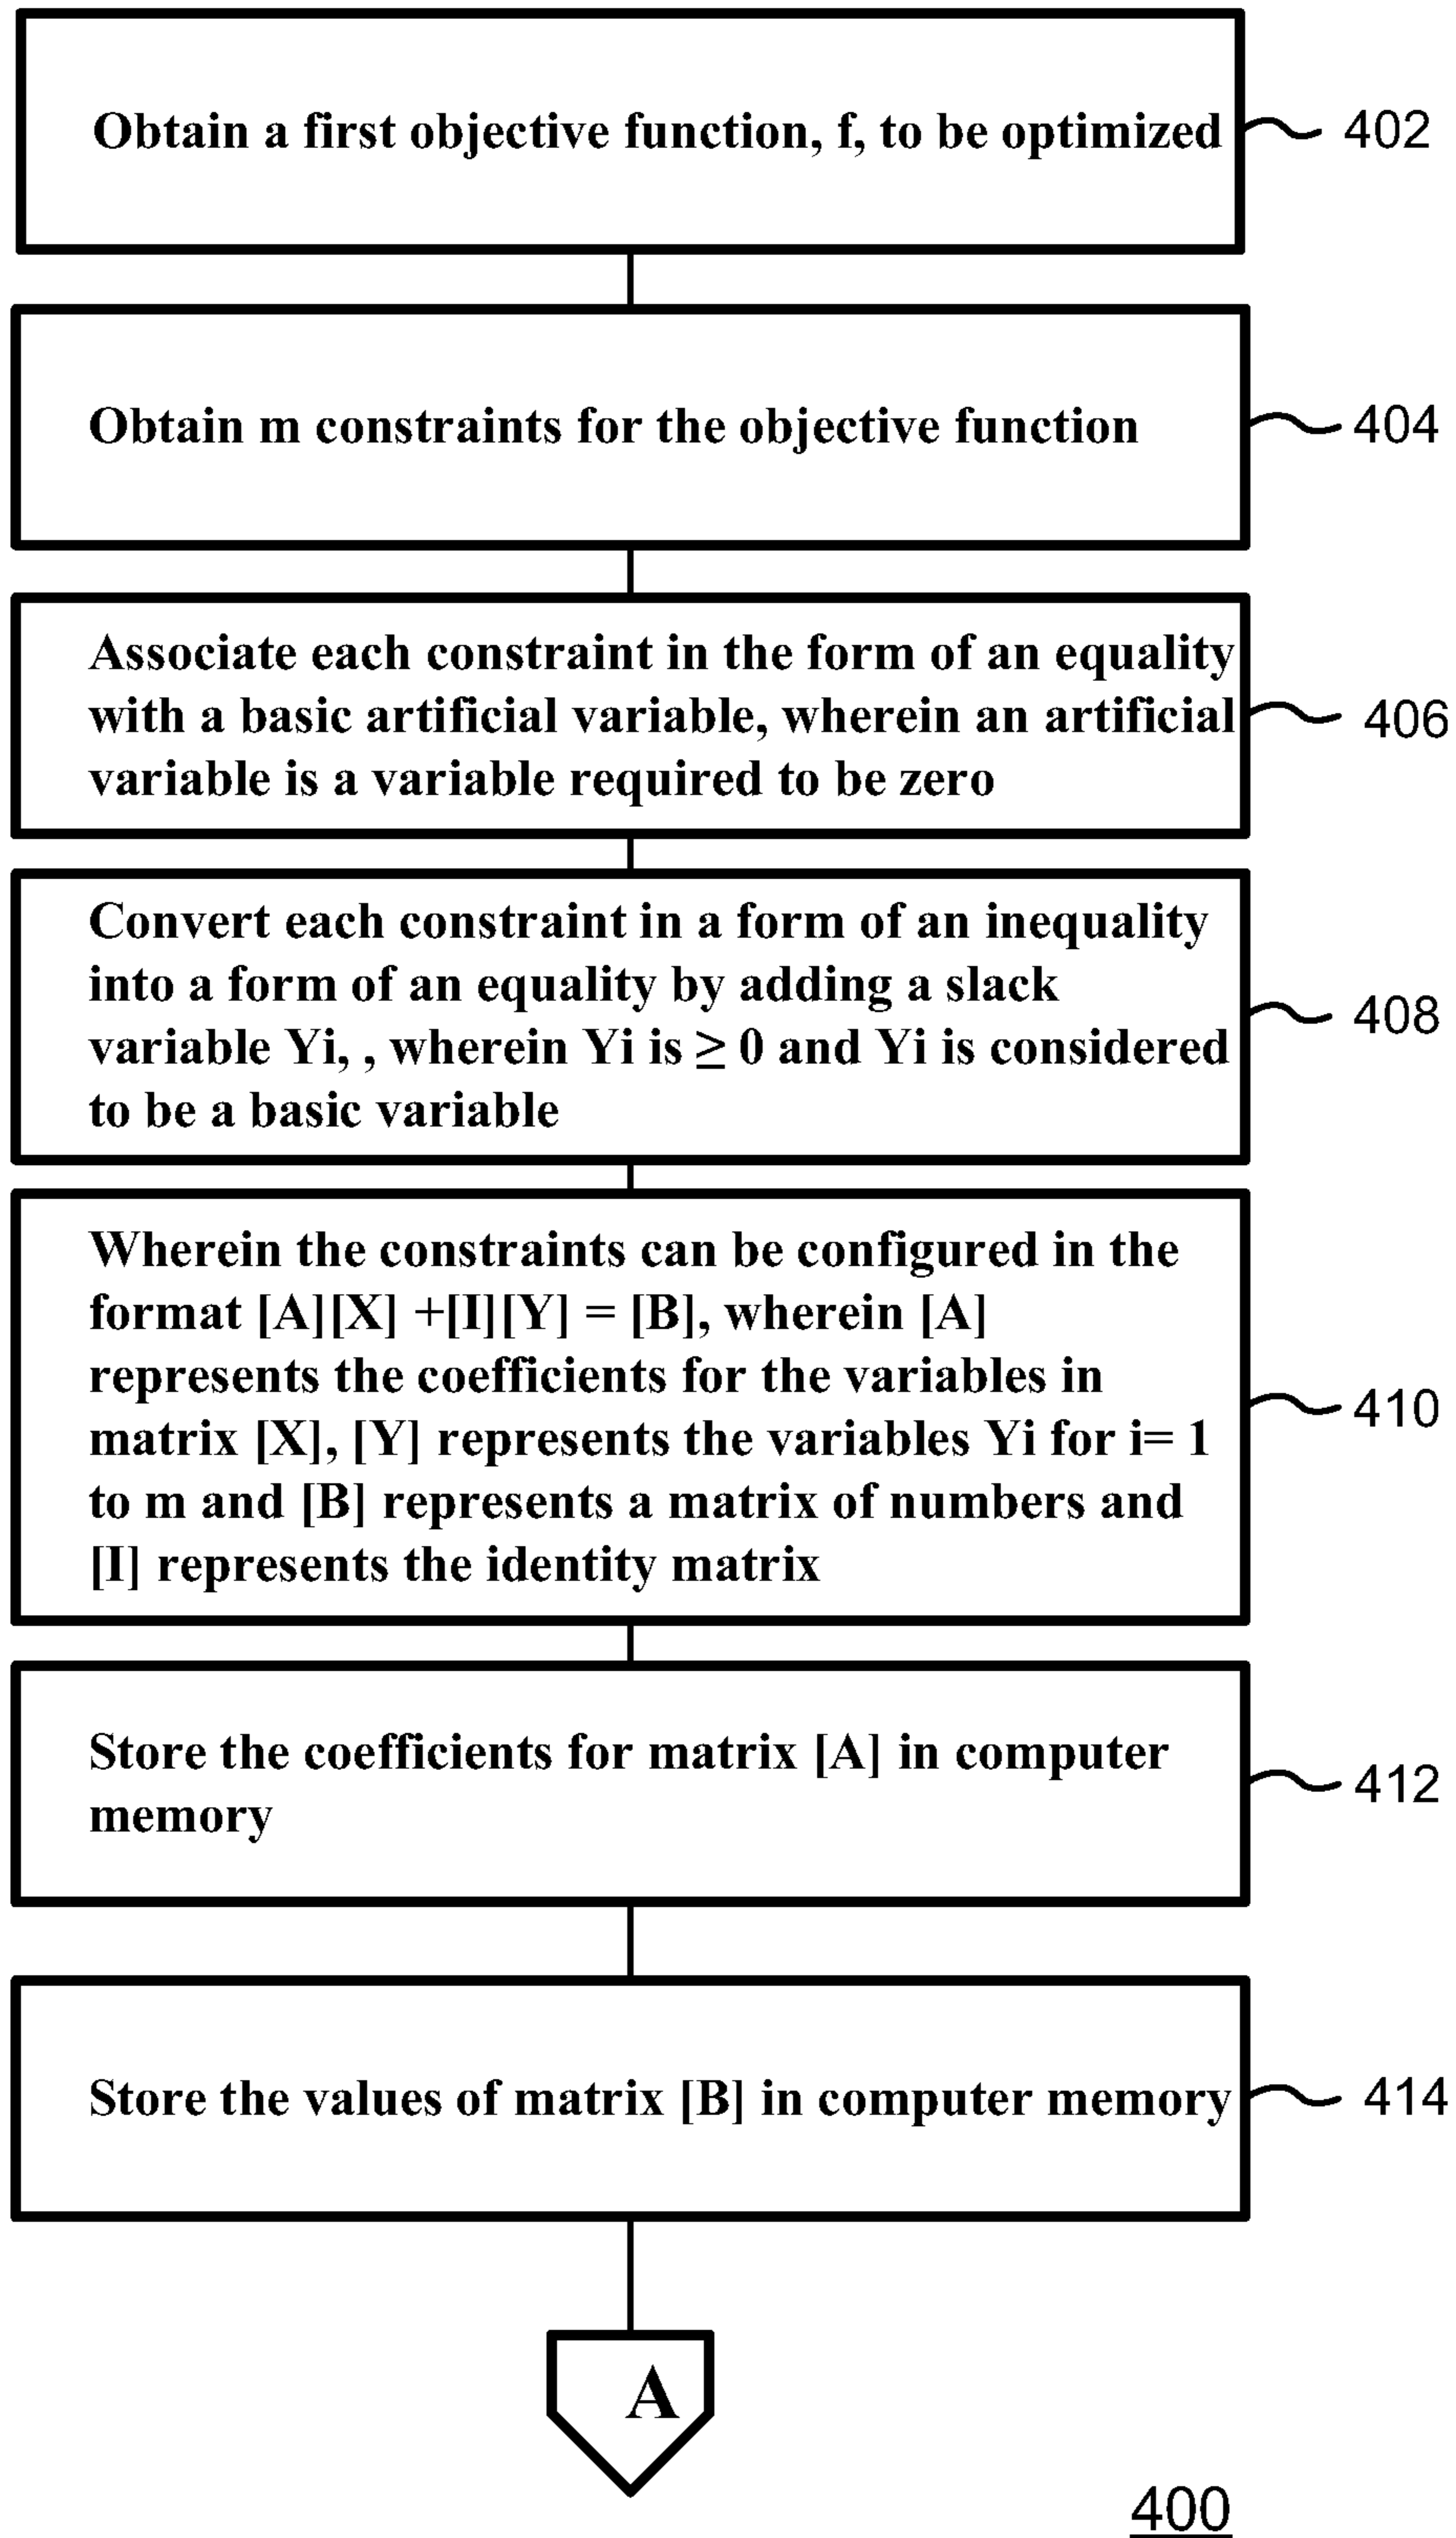 Obtain a first objective function, f, to be optimized
402
Obtain m constraints for the objective function
404
Associate each constraint in the form of an equality
with a basic artificial variable, wherein an artificial
variable is a variable required to be zero
406
Convert each constraint in a form of an inequality
into a form of an equality by adding a slack
variable Yi, , wherein Yi is ≥ 0 and Yi is considered
to be a basic variable
408
Wherein the constraints can be configured in the
format [A][X] +[I][Y] = [B], wherein [A]
represents the coefficients for the variables in
matrix [X], [Y] represents the variables Yi for i= 1
to m and [B] represents a matrix of numbers and
[I] represents the identity matrix
410
Store the coefficients for matrix [A] in computer
memory
412
Store the values of matrix [B] in computer memory
414
A
400